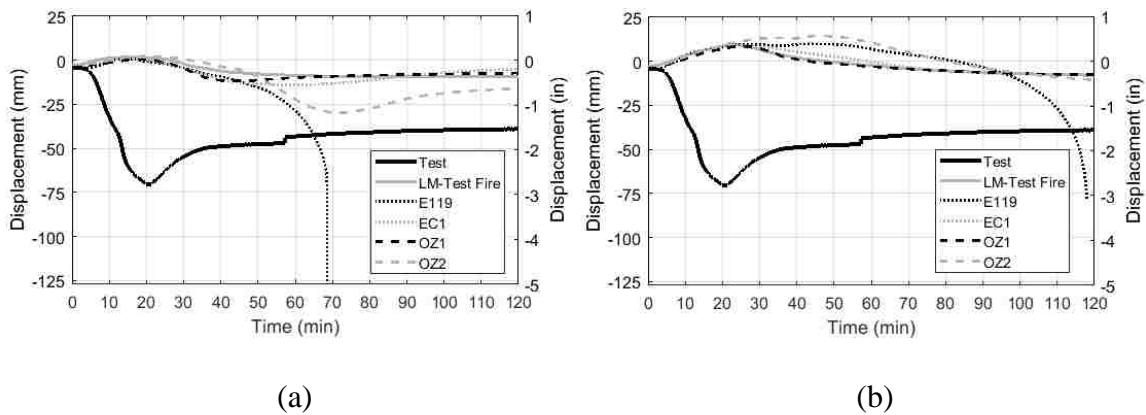 25
0
-25
-50
-75
-100
-125
Displacement (mm)
1
0
-1
-2
-3
-4
-5
Displacement (in)
0 10 20 30 40 50 60 70 80 90 100 110 120
Time (min)
Test
LM-Test Fire
E119
EC1
OZ1
OZ2
(a)
25
0
-25
-50
-75
-100
-125
Displacement (mm)
1
0
-1
-2
-3
-4
-5
Displacement (in)
0 10 20 30 40 50 60 70 80 90 100 110 120
Time (min)
Test
LM-Test Fire
E119
EC1
OZ1
OZ2
(b)